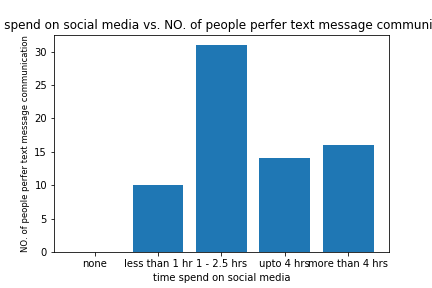 spend on social media vs. NO. of people perfer text message communi
NO. of people perfer text message communication
30
25
20
15
10
5
0
none less than 1 hr 1 - 2.5 hrs upto 4 hrs more than 4 hrs
time spend on social media